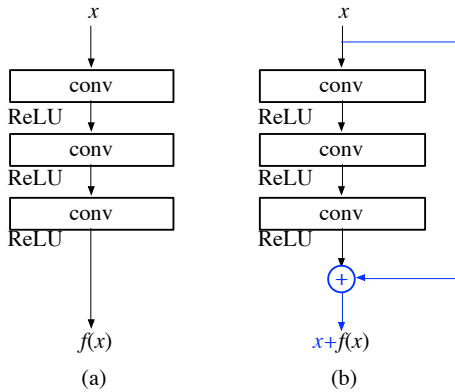 x x
conv conv
ReLU ReLU
conv conv
ReLU ReLU
conv conv
ReLU ReLU
+
f(x) x+f(x)
(a) (b)